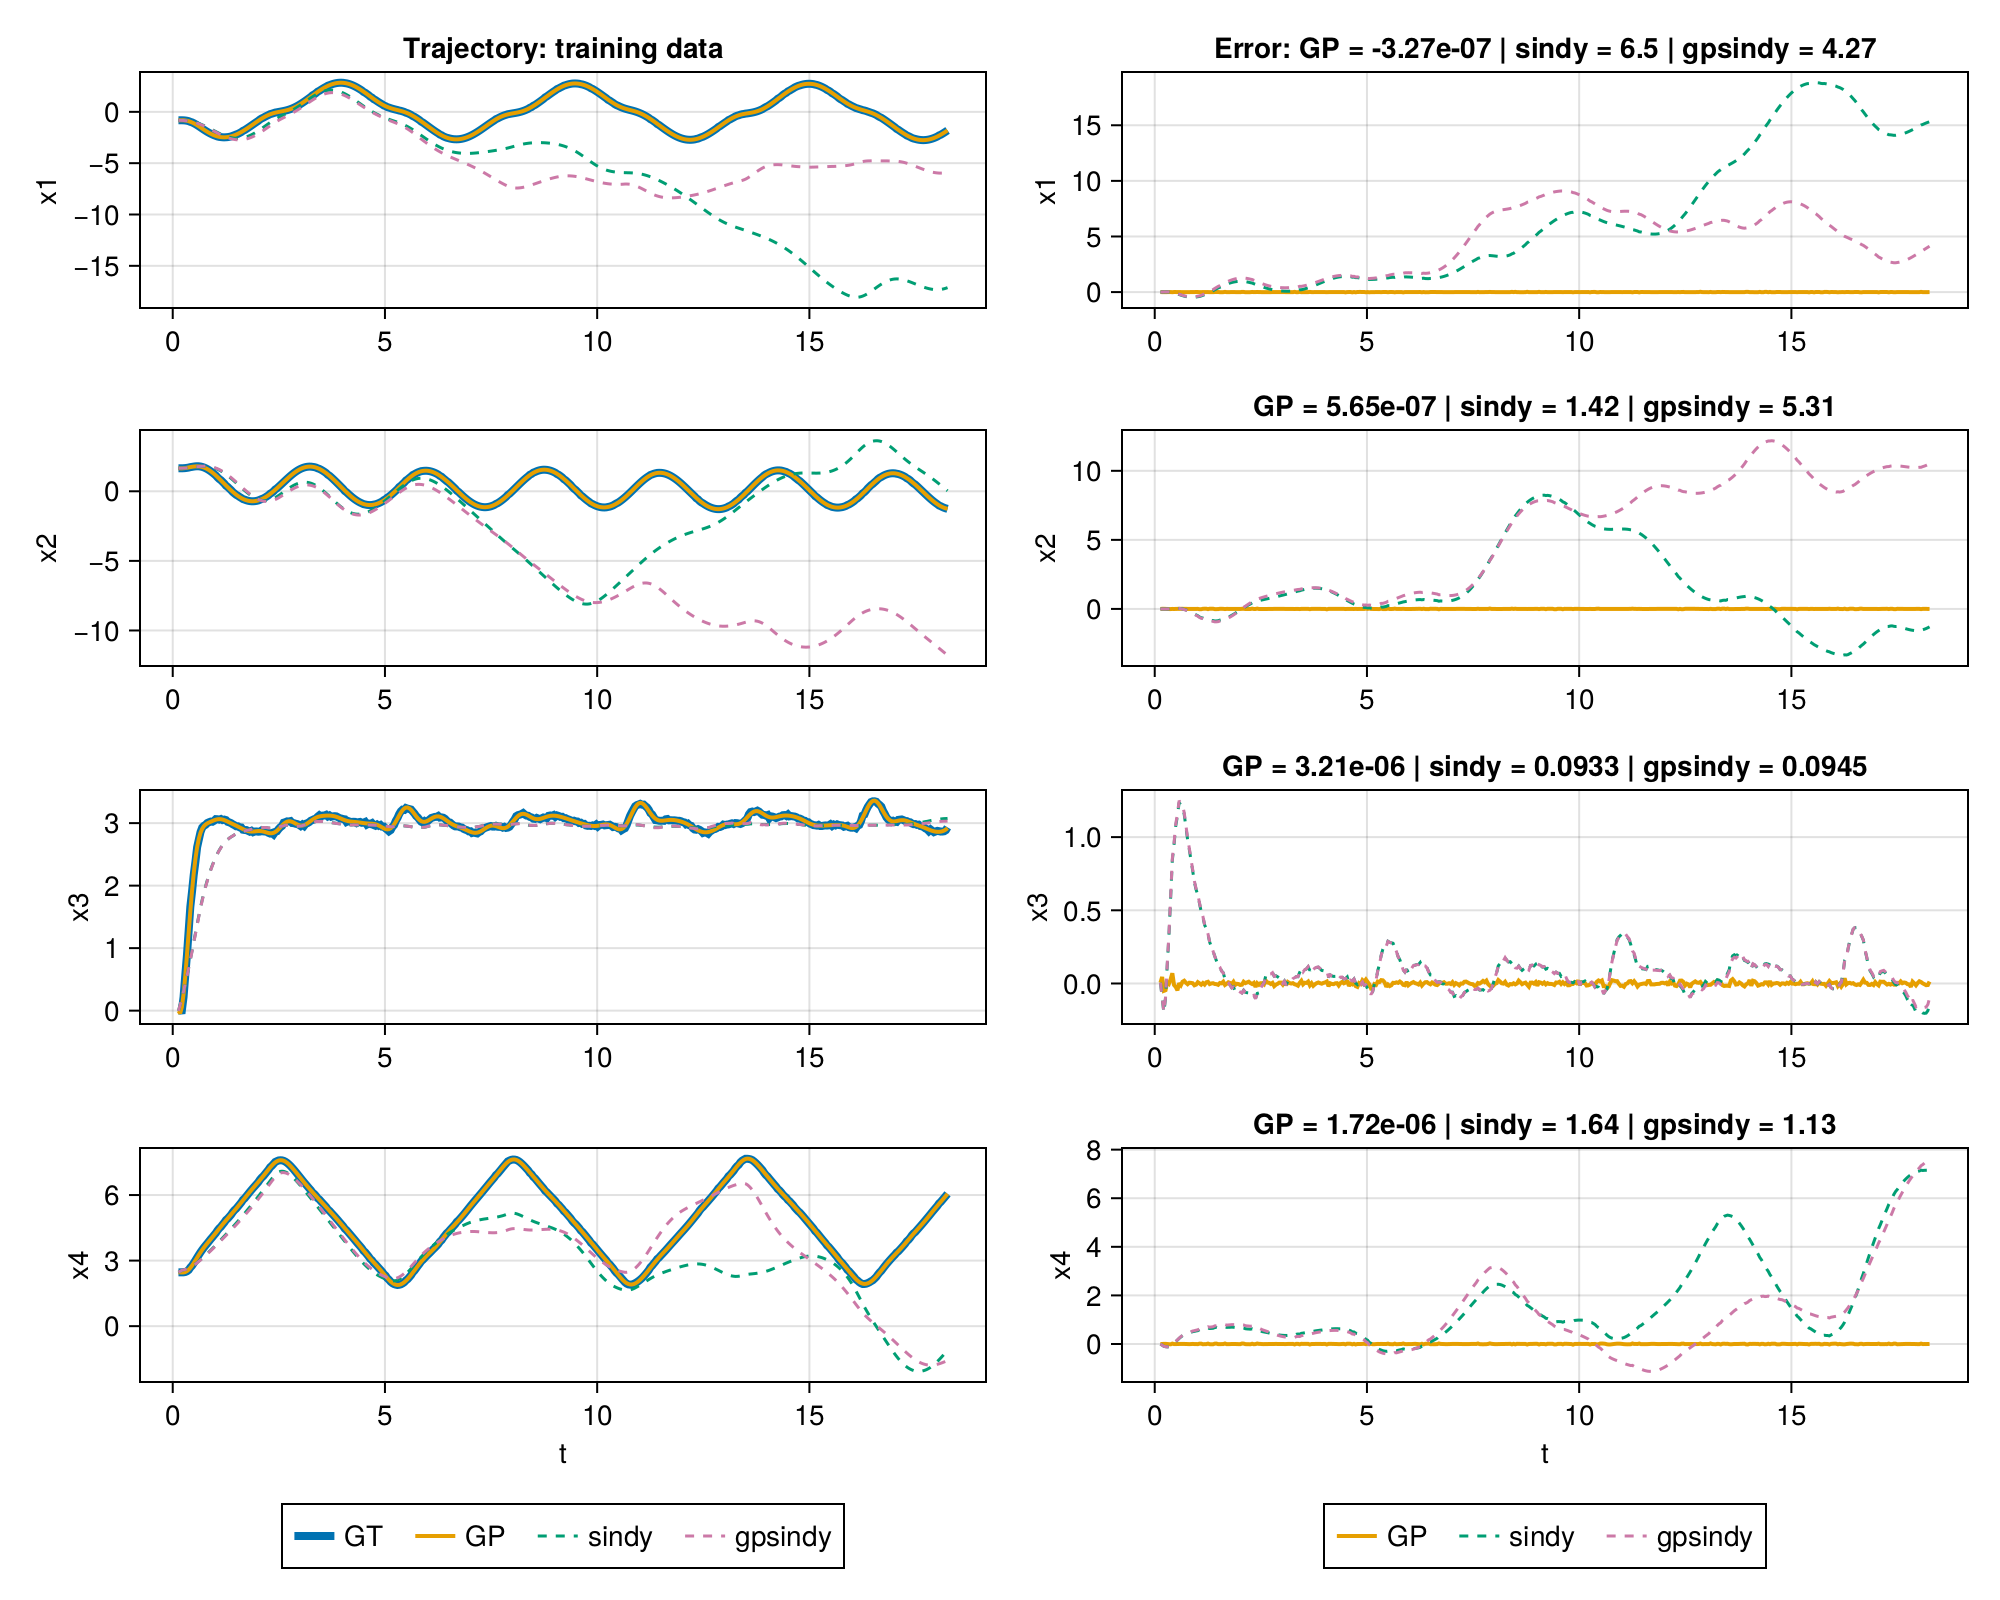 Trajectory: training data
x1
0
−5
−10
−15
0 5 10 15
Error: GP = -3.27e-07 | sindy = 6.5 | gpsindy = 4.27
x1
15
10
5
0
0 5 10 15
x2
0
−5
−10
0 5 10 15
GP = 5.65e-07 | sindy = 1.42 | gpsindy = 5.31
x2
10
5
0
0 5 10 15
x3
3
2
1
0
0 5 10 15
GP = 3.21e-06 | sindy = 0.0933 | gpsindy = 0.0945
x3
1.0
0.5
0.0
0 5 10 15
x4
6
3
0
0 5 10 15
t
GP = 1.72e-06 | sindy = 1.64 | gpsindy = 1.13
x4
8
6
4
2
0
0 5 10 15
t
GT GP sindy gpsindy
GP sindy gpsindy